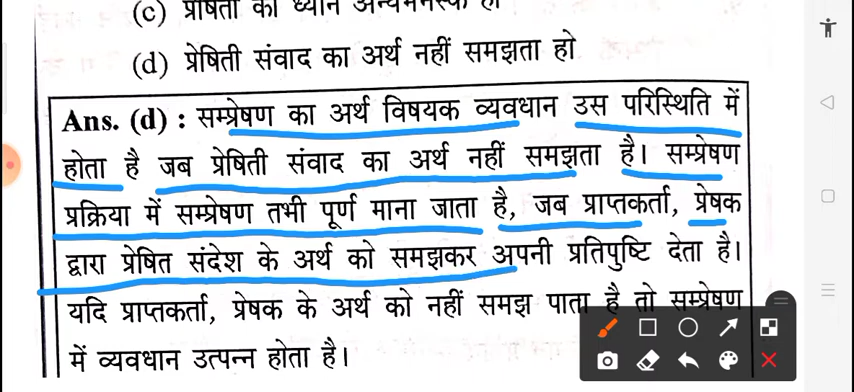 (c) प्रेषिती का ध्यान अन्यमनस्क हो
(d) प्रेषिती संवाद का अर्थ नहीं समझता हो
Ans. (d) : सम्प्रेषण का अर्थ विषयक व्यवधान उस परिस्थिति में
होता है जब प्रेषिती संवाद का अर्थ नहीं समझता है। सम्प्रेषण
प्रक्रिया में सम्प्रेषण तभी पूर्ण माना जाता है, जब प्राप्तकर्ता, प्रेषक
द्वारा प्रेषित संदेश के अर्थ को समझकर अपनी प्रतिपुष्टि देता है।
यदि प्राप्तकर्ता, प्रेषक के अर्थ को नहीं समझ पाता है तो सम्प्रेषण
में व्यवधान उत्पन्न होता है।